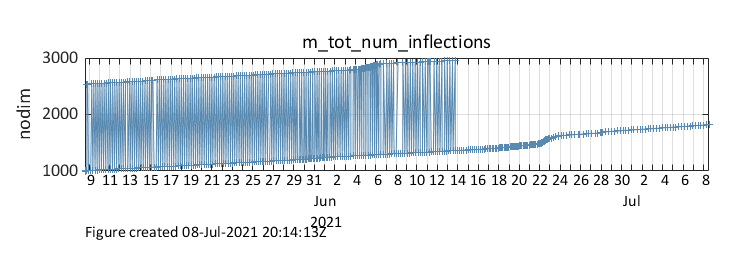 m_tot_num_inflections
3000
2000
1000
nodim
9 11 13 15 17 19 21 23 25 27 29 31 2 4 6 8 10 12 14 16 18 20 22 24 26 28 30 2 4 6 8
Jun Jul
2021
Figure created 08-Jul-2021 20:14:13Z